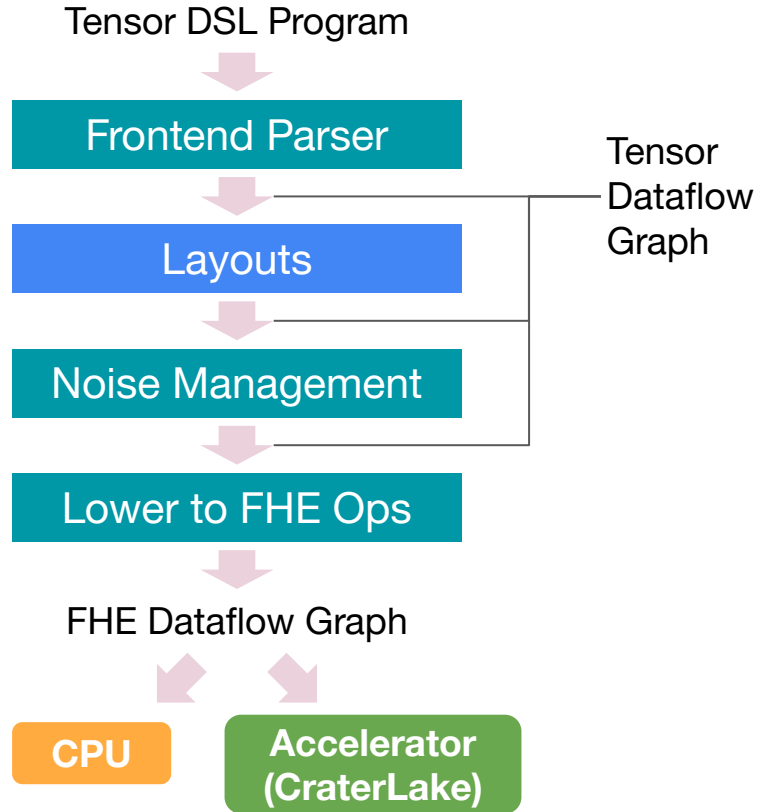 Tensor DSL Program
Frontend Parser
Tensor
Dataflow
Graph
Layouts
Noise Management
Lower to FHE Ops
FHE Dataflow Graph
CPU
Accelerator
(CraterLake)